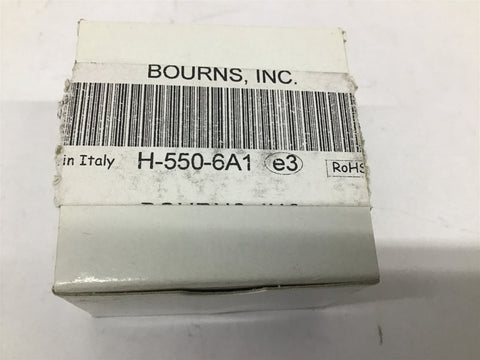 BOURNS, INC.
in Italy H-550-6A1 e3 RoHS